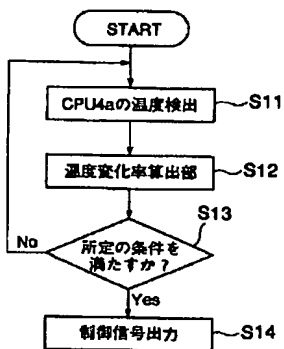 START
CPU4aの温度検出
S11
温度変化率算出部
S12
S13
所定の条件を
満たすか？
No
Yes
制御信号出力
S14